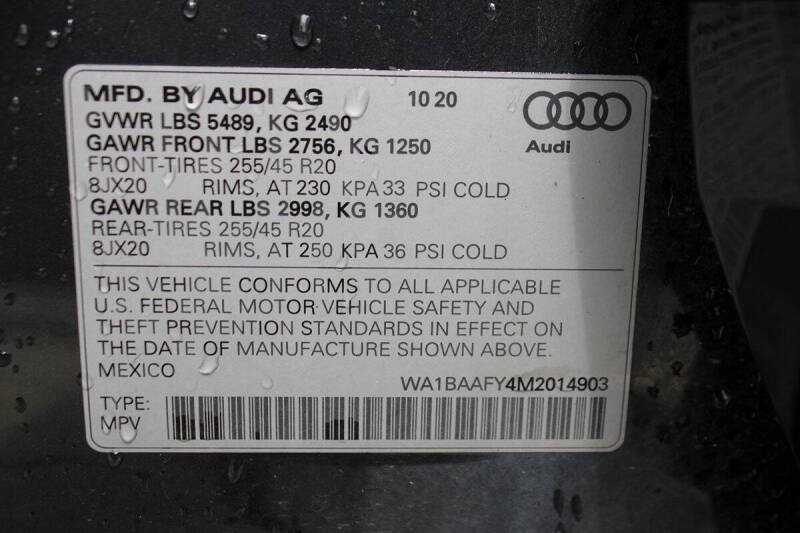 MFD. BY AUDI AG 10 20
GVWR LBS 5489, KG 2490
GAWR FRONT LBS 2756, KG 1250
Audi
FRONT-TIRES 255/45 R20
8JX20 RIMS, AT 230 KPA 33 PSI COLD
GAWR REAR LBS 2998, KG 1360
REAR-TIRES 255/45 R20
8JX20 RIMS, AT 250 KPA 36 PSI COLD
THIS VEHICLE CONFORMS TO ALL APPLICABLE
U.S. FEDERAL MOTOR VEHICLE SAFETY AND
THEFT PREVENTION STANDARDS IN EFFECT ON
THE DATE OF MANUFACTURE SHOWN ABOVE.
MEXICO WA1BAAFY4M2014903
TYPE:
MPV